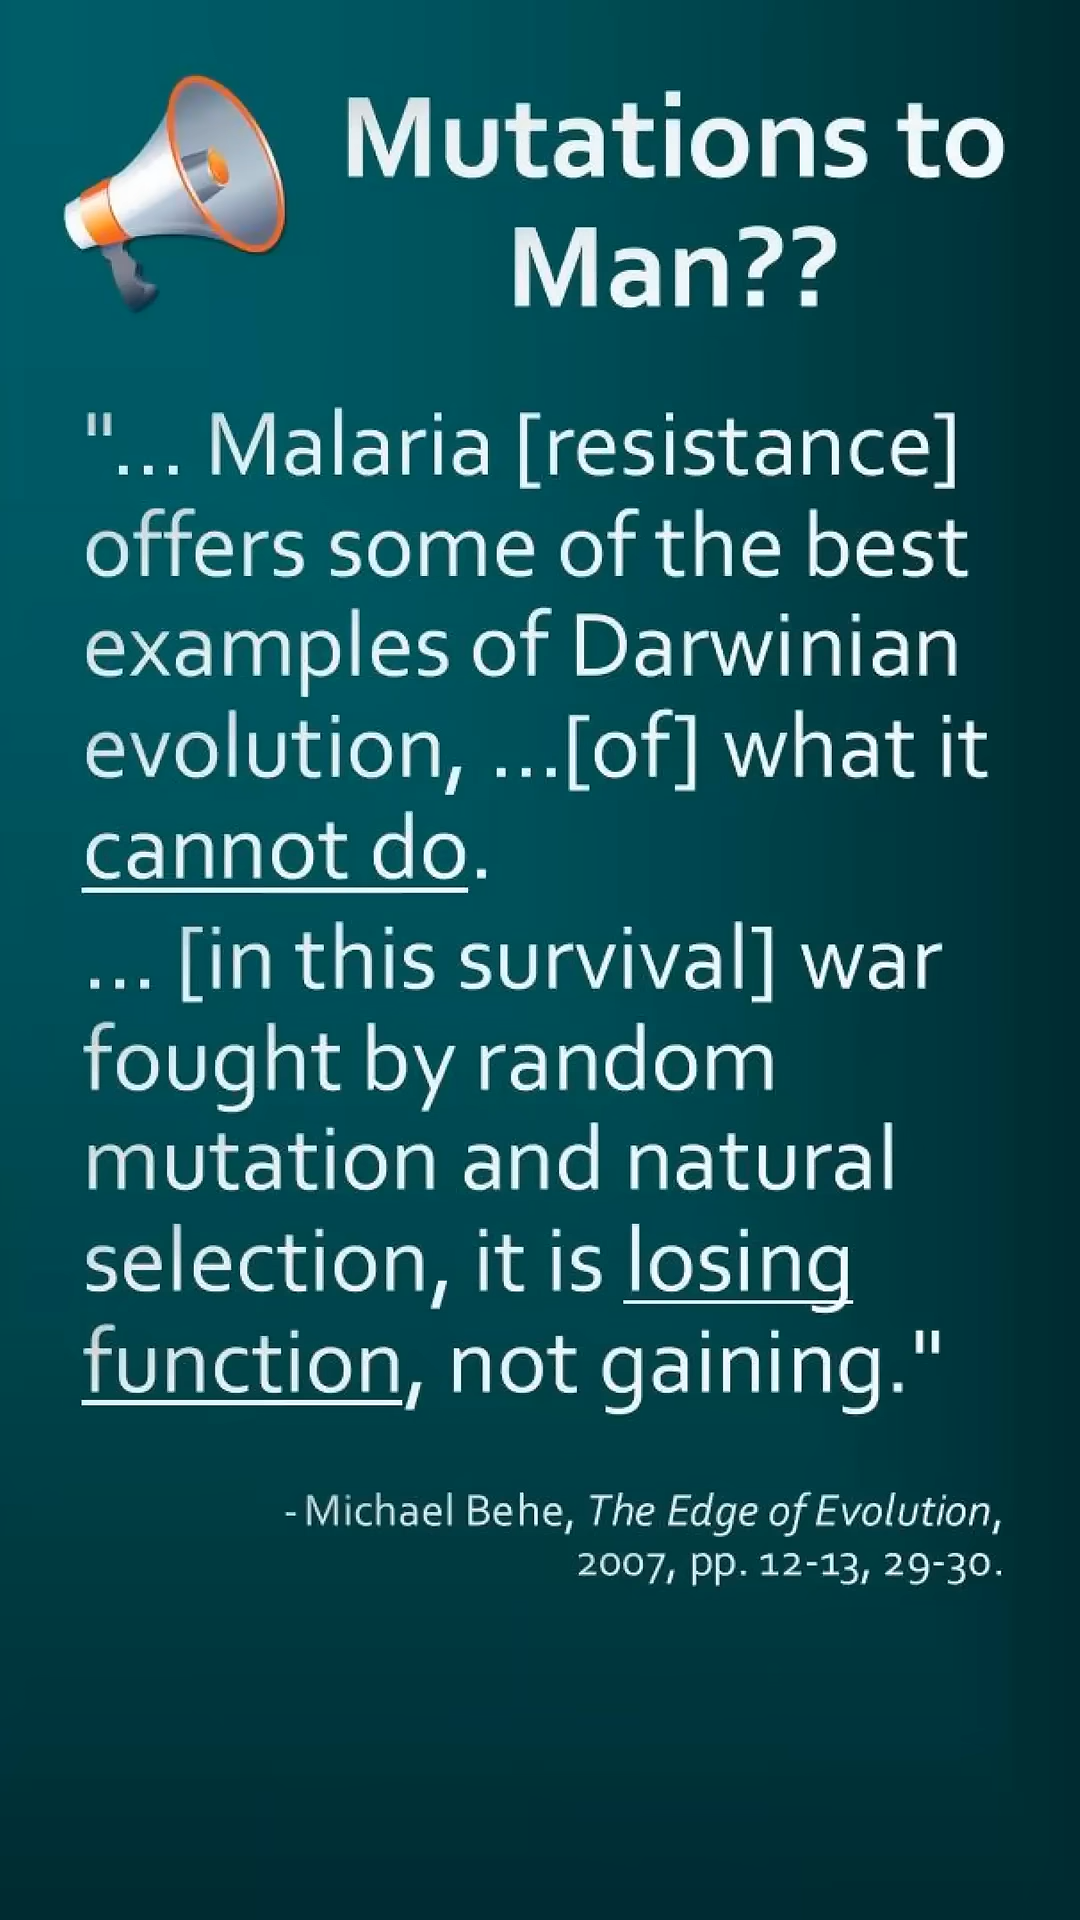 Mutations to
Man??
"... Malaria [resistance]
offers some of the best
examples of Darwinian
evolution, ...[of] what it
cannot do.
... [in this survival] war
fought by random
mutation and natural
selection, it is losing
function, not gaining."
- Michael Behe, The Edge of Evolution,
2007, pp. 12-13, 29-30.